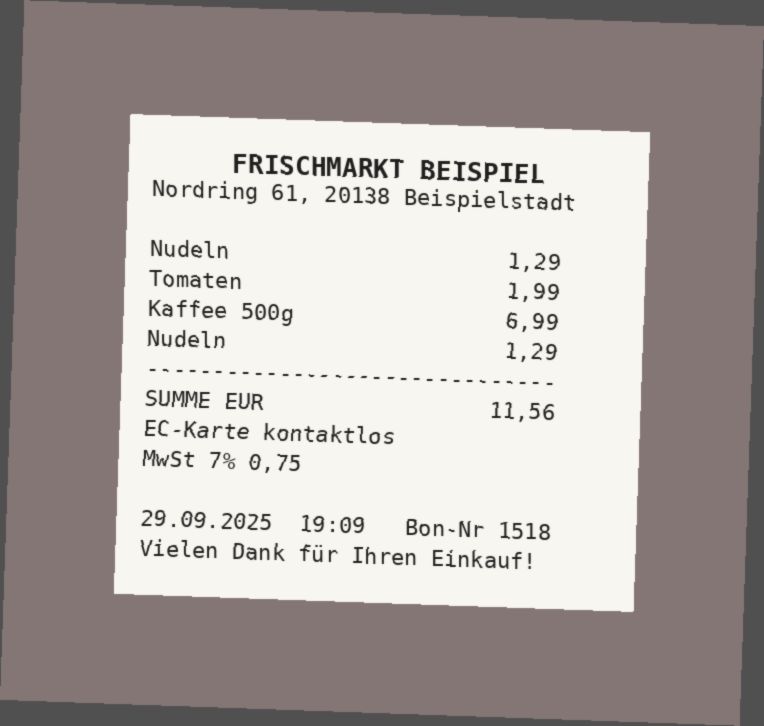 FRISCHMARKT BEISPIEL
Nordring 61, 20138 Beispielstadt
Nudeln 1,29
Tomaten 1,99
Kaffee 500g 6,99
Nudeln 1,29
-------------------------------
SUMME EUR 11,56
EC-Karte kontaktlos
MwSt 7% 0,75
29.09.2025 19:09 Bon-Nr 1518
Vielen Dank für Ihren Einkauf!